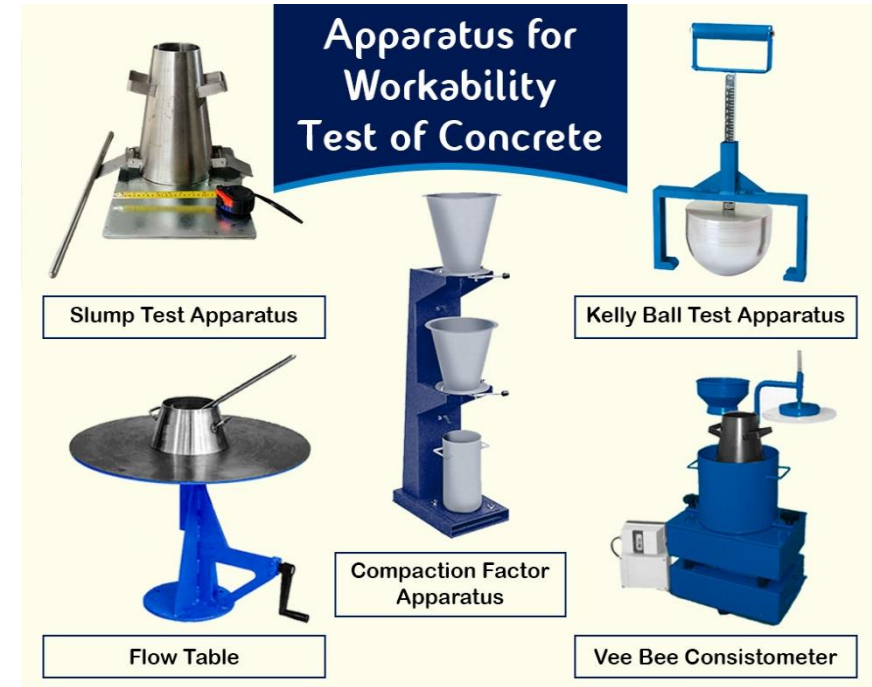 Apparatus for
Workability
Test of Concrete
Slump Test Apparatus
Kelly Ball Test Apparatus
Compaction Factor
Apparatus
Flow Table
Vee Bee Consistometer